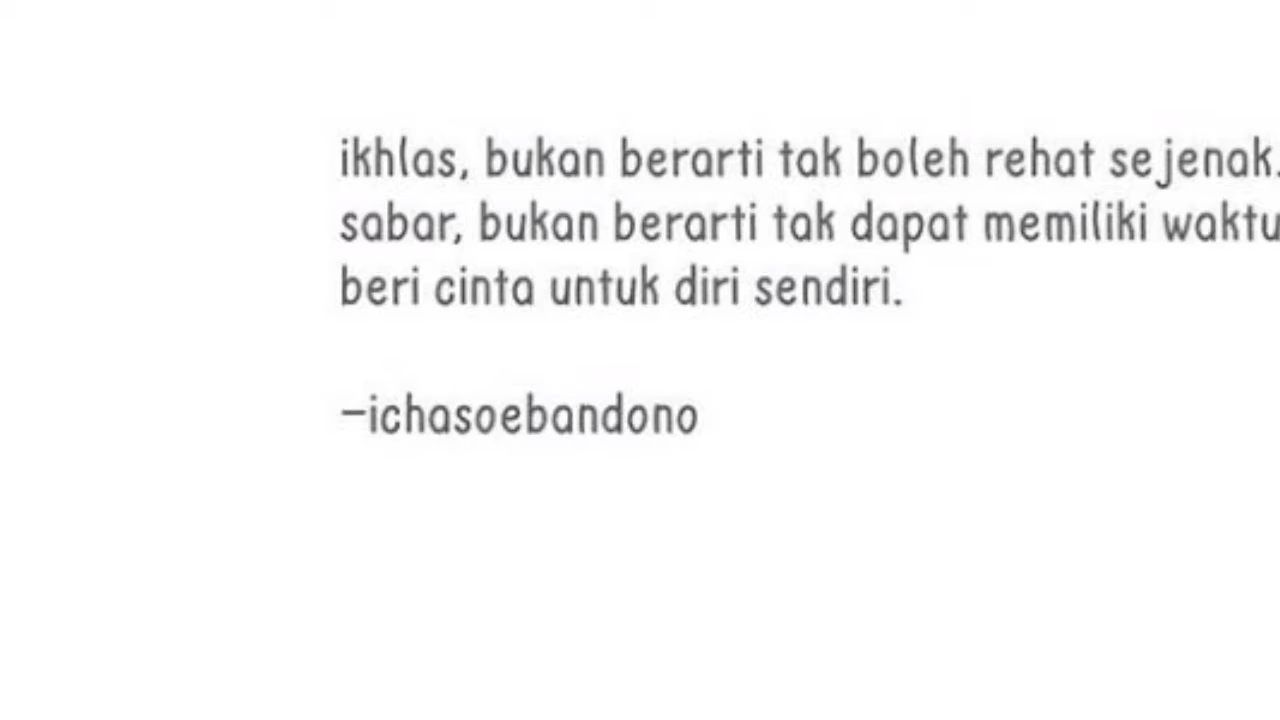 ikhlas, bukan berarti tak boleh rehat sejenak.
sabar, bukan berarti tak dapat memiliki waktu
beri cinta untuk diri sendiri.
–ichasoebandono